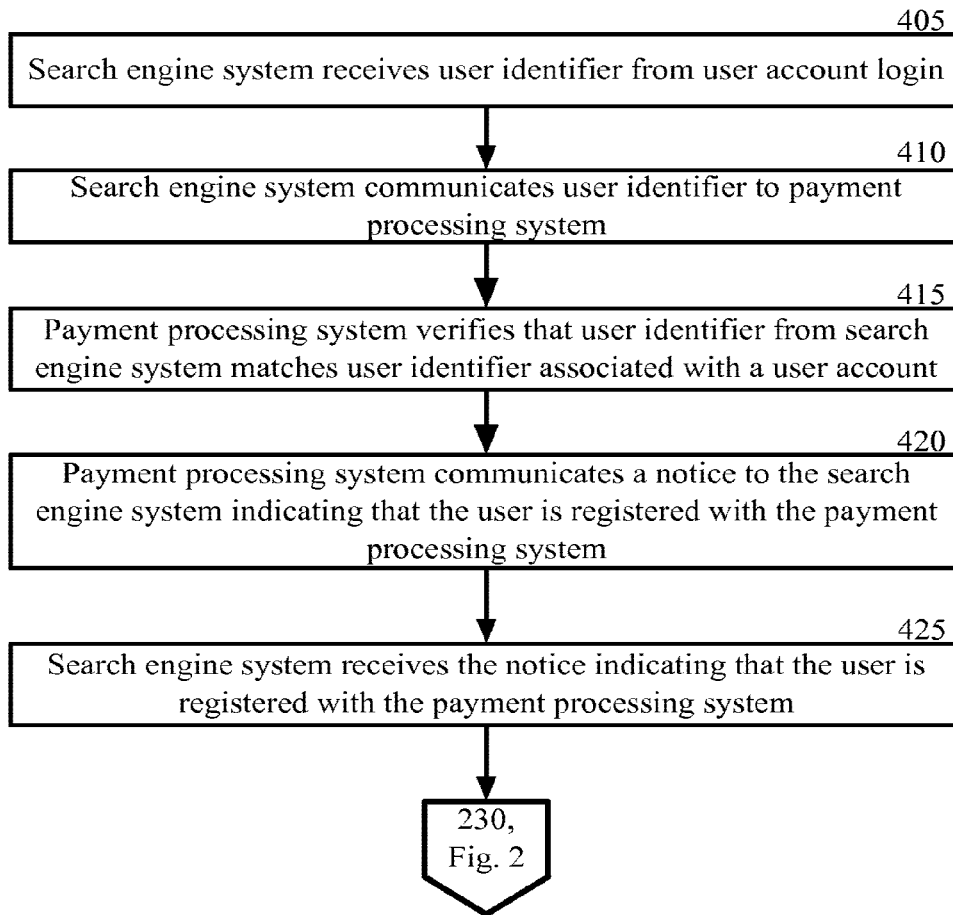 405
Search engine system receives user identifier from user account login
410
Search engine system communicates user identifier to payment
processing system
415
Payment processing system verifies that user identifier from search
engine system matches user identifier associated with a user account
420
Payment processing system communicates a notice to the search
engine system indicating that the user is registered with the payment
processing system
425
Search engine system receives the notice indicating that the user is
registered with the payment processing system
230,
Fig. 2